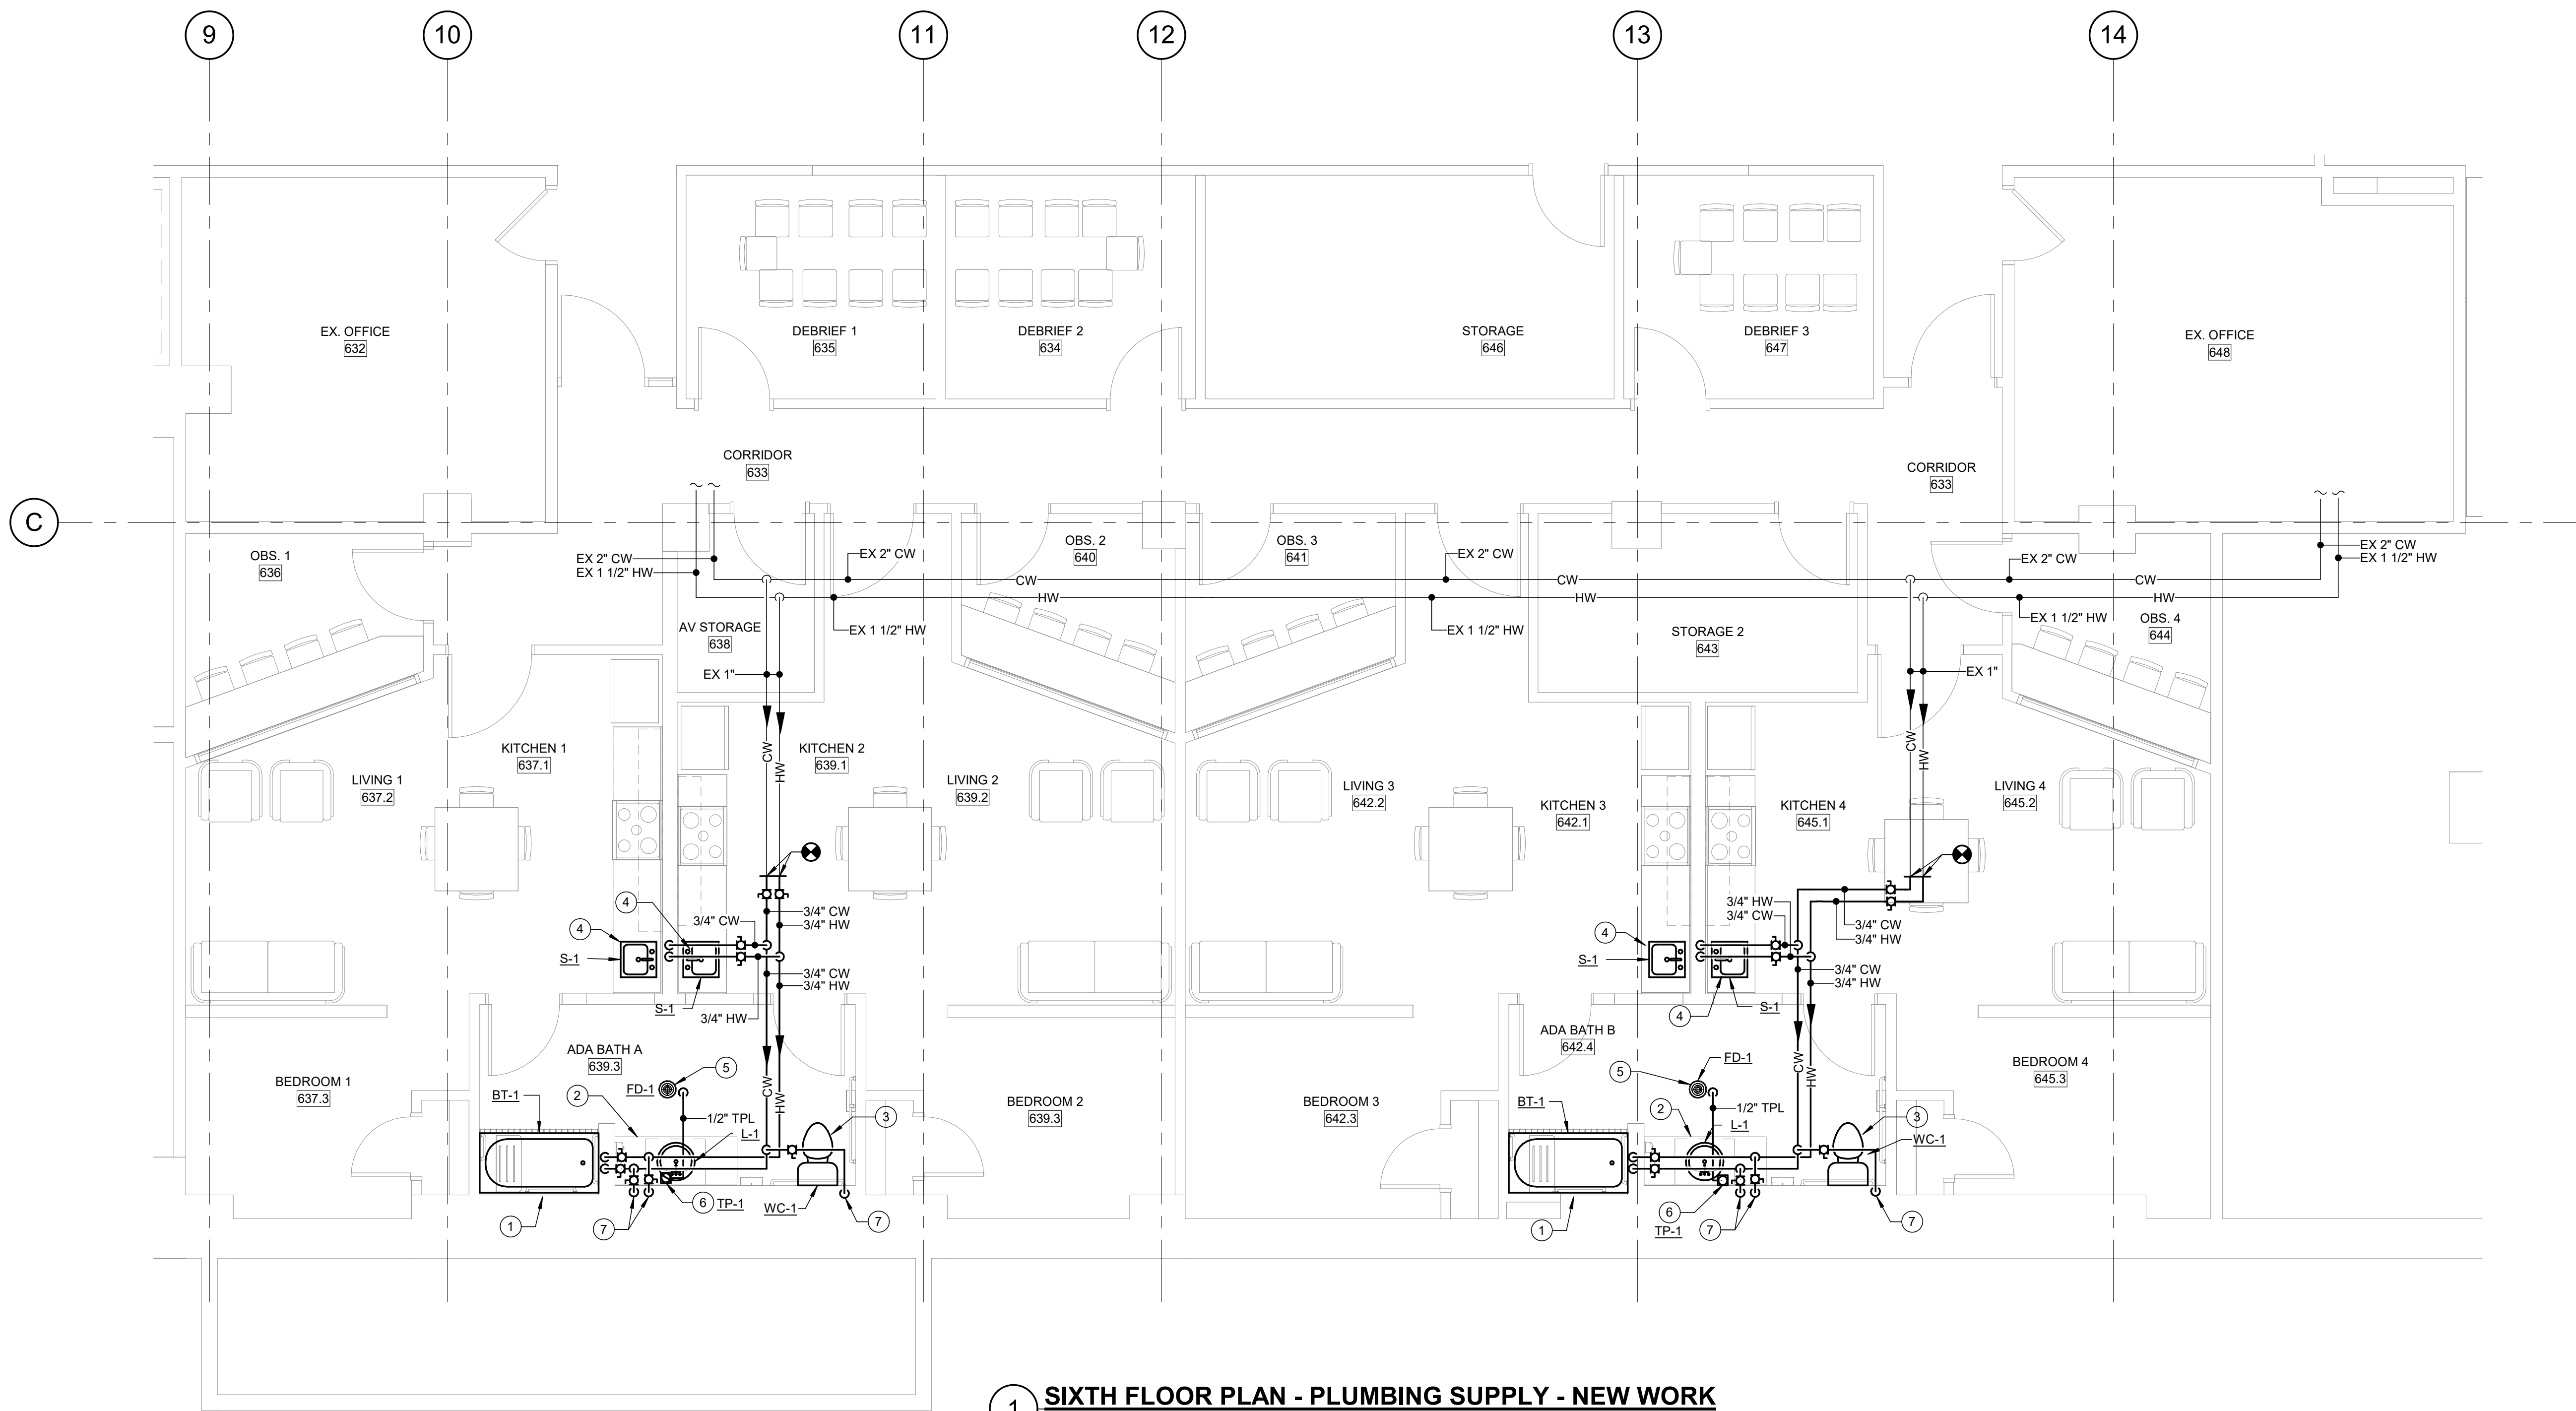 9
10
11
12
13
14
C
EX. OFFICE
632
DEBRIEF 1
635
DEBRIEF 2
634
STORAGE
646
DEBRIEF 3
647
EX. OFFICE
648
CORRIDOR
633
CORRIDOR
633
OBS. 1
636
EX 2" CW
EX 1 1/2" HW
EX 2" CW
OBS. 2
640
OBS. 3
641
EX 2" CW
EX 2" CW
EX 2" CW
EX 1 1/2" HW
CW
CW
CW
HW
HW
HW
AV STORAGE
638
EX 1 1/2" HW
EX 1 1/2" HW
STORAGE 2
643
EX 1 1/2" HW
OBS. 4
644
EX 1"
EX 1"
CW
HW
CW
HW
KITCHEN 1
637.1
KITCHEN 2
639.1
LIVING 1
637.2
LIVING 2
639.2
LIVING 3
642.2
KITCHEN 3
642.1
KITCHEN 4
645.1
LIVING 4
645.2
4
4
3/4" CW
3/4" CW
3/4" HW
S-1
3/4" CW
3/4" HW
S-1
3/4" HW
3/4" HW
3/4" CW
3/4" CW
3/4" HW
4
S-1
3/4" CW
3/4" HW
4
S-1
ADA BATH A
639.3
ADA BATH B
642.4
BEDROOM 1
637.3
BEDROOM 2
639.3
BEDROOM 3
642.3
BEDROOM 4
645.3
BT-1
2
FD-1
5
CW
HW
1/2" TPL
L-1
3
1
7
6
TP-1
WC-1
7
BT-1
5
FD-1
2
CW
HW
1/2" TPL
L-1
3
WC-1
1
6
TP-1
7
7
1
SIXTH FLOOR PLAN - PLUMBING SUPPLY - NEW WORK